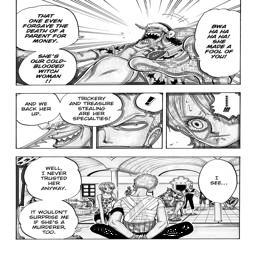 BWA
HA HA
HA HA!
SHE
MADE A
FOOL OF
YOU!
THAT
ONE EVEN
FORGAVE THE
DEATH OF A
PARENT FOR
MONEY.
SHE'S
OUR COLD-
BLOODED
WITCH
WOMAN
!!
!!
TRICKERY
AND TREASURE
STEALING
ARE HER
SPECIALTIES!
AND WE
BACK HER
UP.
I
SEE...
WELL,
I NEVER
TRUSTED
HER
ANYWAY.
IT WOULDN'T
SURPRISE ME
IF SHE'S A
MURDERER,
TOO.